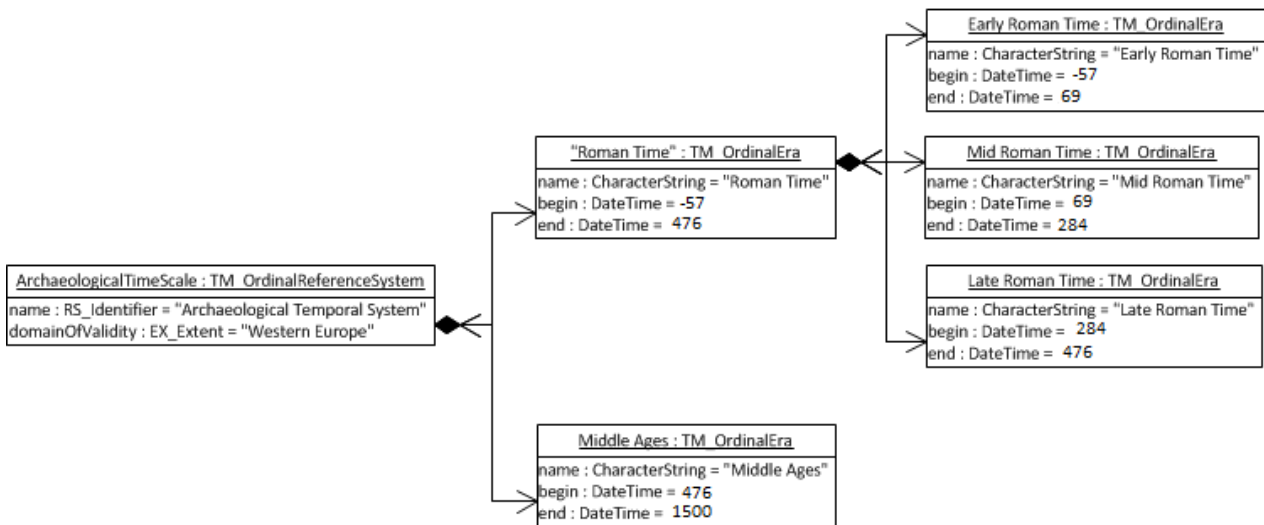 Early Roman Time : TM_OrdinalEra
name : CharacterString = "Early Roman Time"
begin : DateTime = -57
end : DateTime = 69
"Roman Time" : TM_OrdinalEra
name : CharacterString = "Roman Time"
begin : DateTime = -57
end : DateTime = 476
Mid Roman Time : TM_OrdinalEra
name : CharacterString = "Mid Roman Time"
begin : DateTime = 69
end : DateTime = 284
ArchaeologicalTimeScale : TM_OrdinalReferenceSystem
name : RS_Identifier = "Archaeological Temporal System"
domainOfValidity : EX_Extent = "Western Europe"
Late Roman Time : TM_OrdinalEra
name : CharacterString = "Late Roman Time"
begin : DateTime = 284
end : DateTime = 476
Middle Ages : TM_OrdinalEra
name : CharacterString = "Middle Ages"
begin : DateTime = 476
end : DateTime = 1500